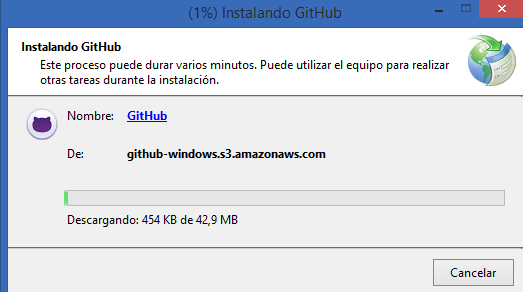 (1%) Instalando GitHub
Instalando GitHub
Este proceso puede durar varios minutos. Puede utilizar el equipo para realizar
otras tareas durante la instalación.
Nombre: GitHub
De: github-windows.s3.amazonaws.com
Descargando: 454 KB de 42,9 MB
Cancelar